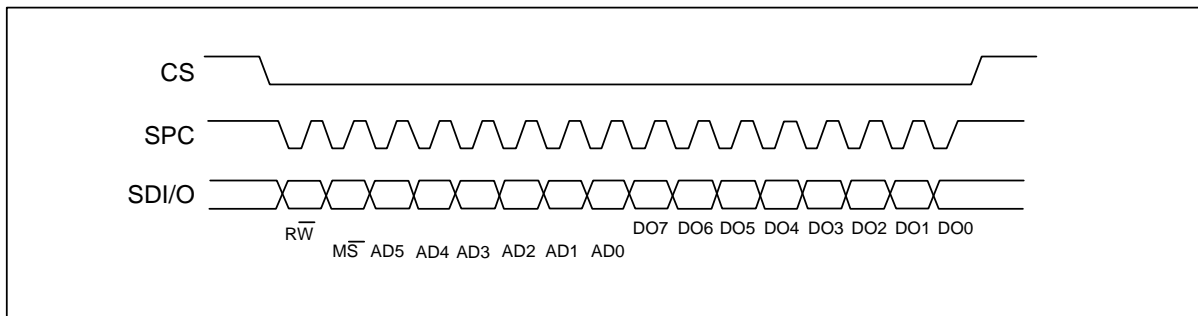 CS
SPC
SDI/O
RW̅
DO7 DO6 DO5 DO4 DO3 DO2 DO1 DO0
MS̅ AD5 AD4 AD3 AD2 AD1 AD0